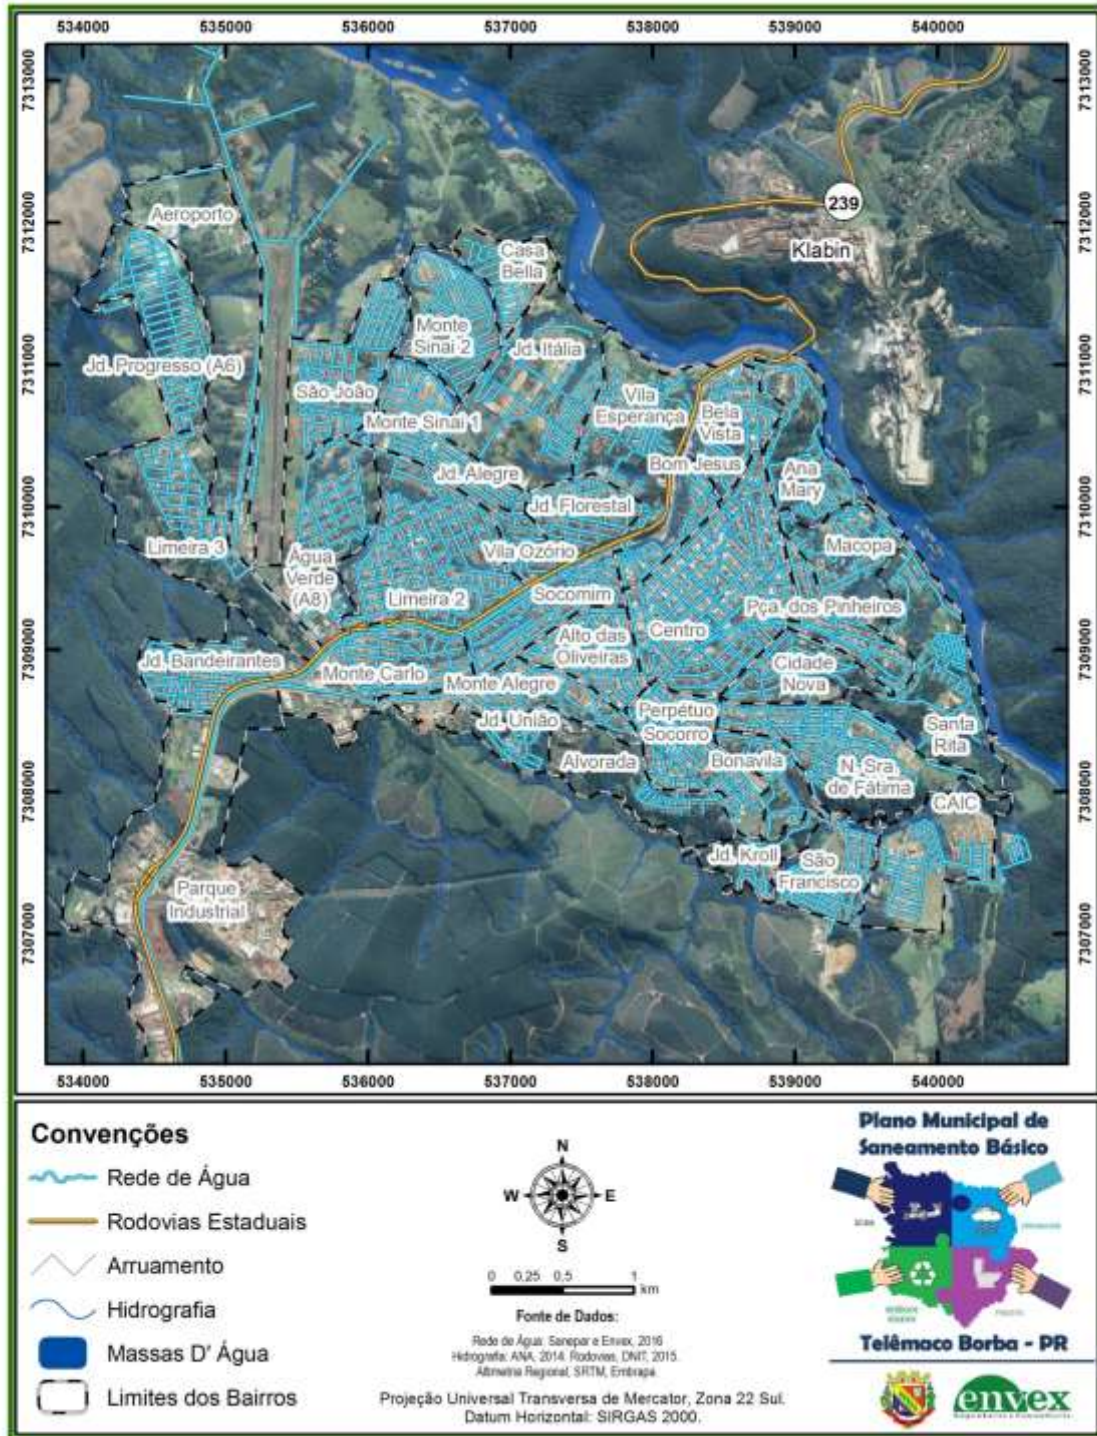 534000 535000 536000 537000 538000 539000 540000
7313000 7313000
239
7312000 7312000
Aeroporto
Klabin
Casa
Bella
Monte
Sinai 2
Jd. Itália
7311000 7311000
Jd. Progresso (A6)
São João
Monte Sinai 1
Vila
Esperança
Bela
Vista
Bom Jesus
Jd. Alegre
Ana
Mary
7310000 7310000
Jd. Florestal
Limeira 3
Vila Ozório
Macopa
Água
Verde
(A8)
Limeira 2
Socomim
Pça. dos Pinheiros
Centro
Alto das
Oliveiras
7309000 7309000
Jd. Bandeirantes
Monte Carlo
Monte Alegre
Cidade
Nova
Jd. União
Perpétuo
Socorro
Santa
Rita
Alvorada
Bonavila
N. Sra.
de Fátima
7308000 7308000
CAIC
Jd. Kroll
São
Francisco
Parque
Industrial
7307000 7307000
534000 535000 536000 537000 538000 539000 540000
Convenções
Rede de Água
Rodovias Estaduais
Arruamento
Hidrografia
Massas D' Água
Limites dos Bairros
N
W E
S
0 0,25 0,5 1
km
Fonte de Dados:
Rede de Água: Sanepar e Envex, 2016
Hidrografia: ANA, 2014. Rodovias, DNIT, 2015.
Altimetria Regional, SRTM, Embrapa.
Projeção Universal Transversa de Mercator, Zona 22 Sul.
Datum Horizontal: SIRGAS 2000.
Plano Municipal de
Saneamento Básico
Telêmaco Borba - PR
envex